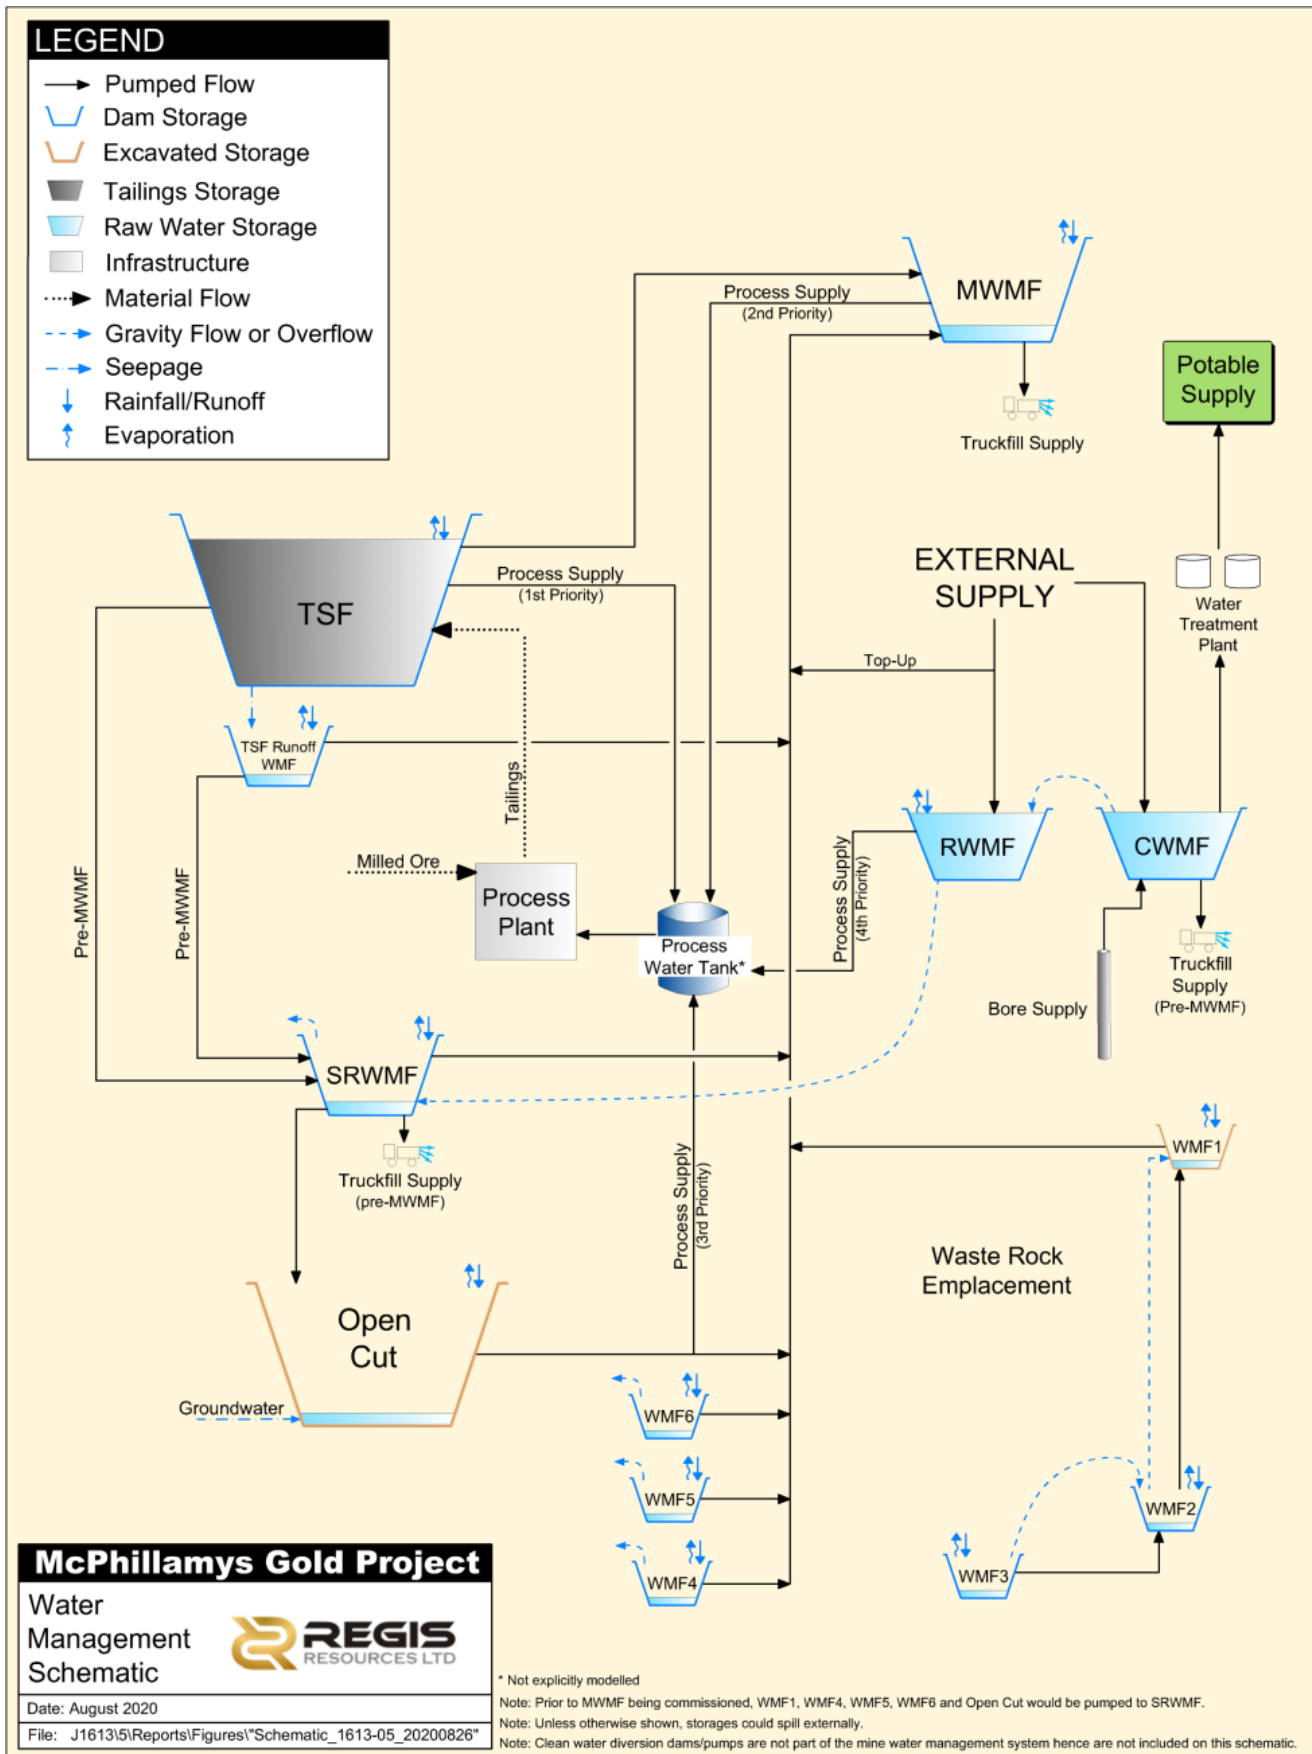 LEGEND
Pumped Flow
Dam Storage
Excavated Storage
Tailings Storage
Raw Water Storage
Infrastructure
Material Flow
Gravity Flow or Overflow
Seepage
Rainfall/Runoff
Evaporation
MWMF
Process Supply
(2nd Priority)
Truckfill Supply
Potable
Supply
TSF
Process Supply
(1st Priority)
EXTERNAL
SUPPLY
Water
Treatment
Plant
Top-Up
TSF Runoff
WMF
Tailings
RWMF
CWMF
Milled Ore
Process
Plant
Process
Water Tank*
Process Supply
(4th Priority)
Pre-MWMF
Pre-MWMF
Truckfill
Supply
(Pre-MWMF)
Bore Supply
SRWMF
Truckfill Supply
(pre-MWMF)
Process Supply
(3rd Priority)
WMF1
Waste Rock
Emplacement
Open
Cut
Groundwater
WMF6
WMF5
WMF4
WMF2
WMF3
McPhillamys Gold Project
Water
Management
Schematic
REGIS
RESOURCES LTD
Date: August 2020
File: J1613\5\Reports\Figures\"Schematic_1613-05_20200826"
* Not explicitly modelled
Note: Prior to MWMF being commissioned, WMF1, WMF4, WMF5, WMF6 and Open Cut would be pumped to SRWMF.
Note: Unless otherwise shown, storages could spill externally.
Note: Clean water diversion dams/pumps are not part of the mine water management system hence are not included on this schematic.